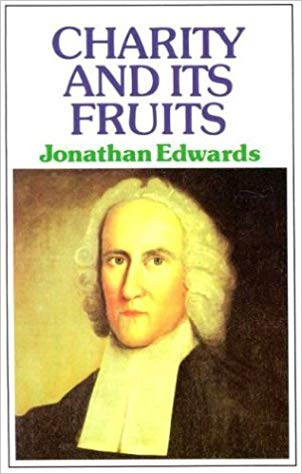 CHARITY
AND ITS
FRUITS
Jonathan Edwards